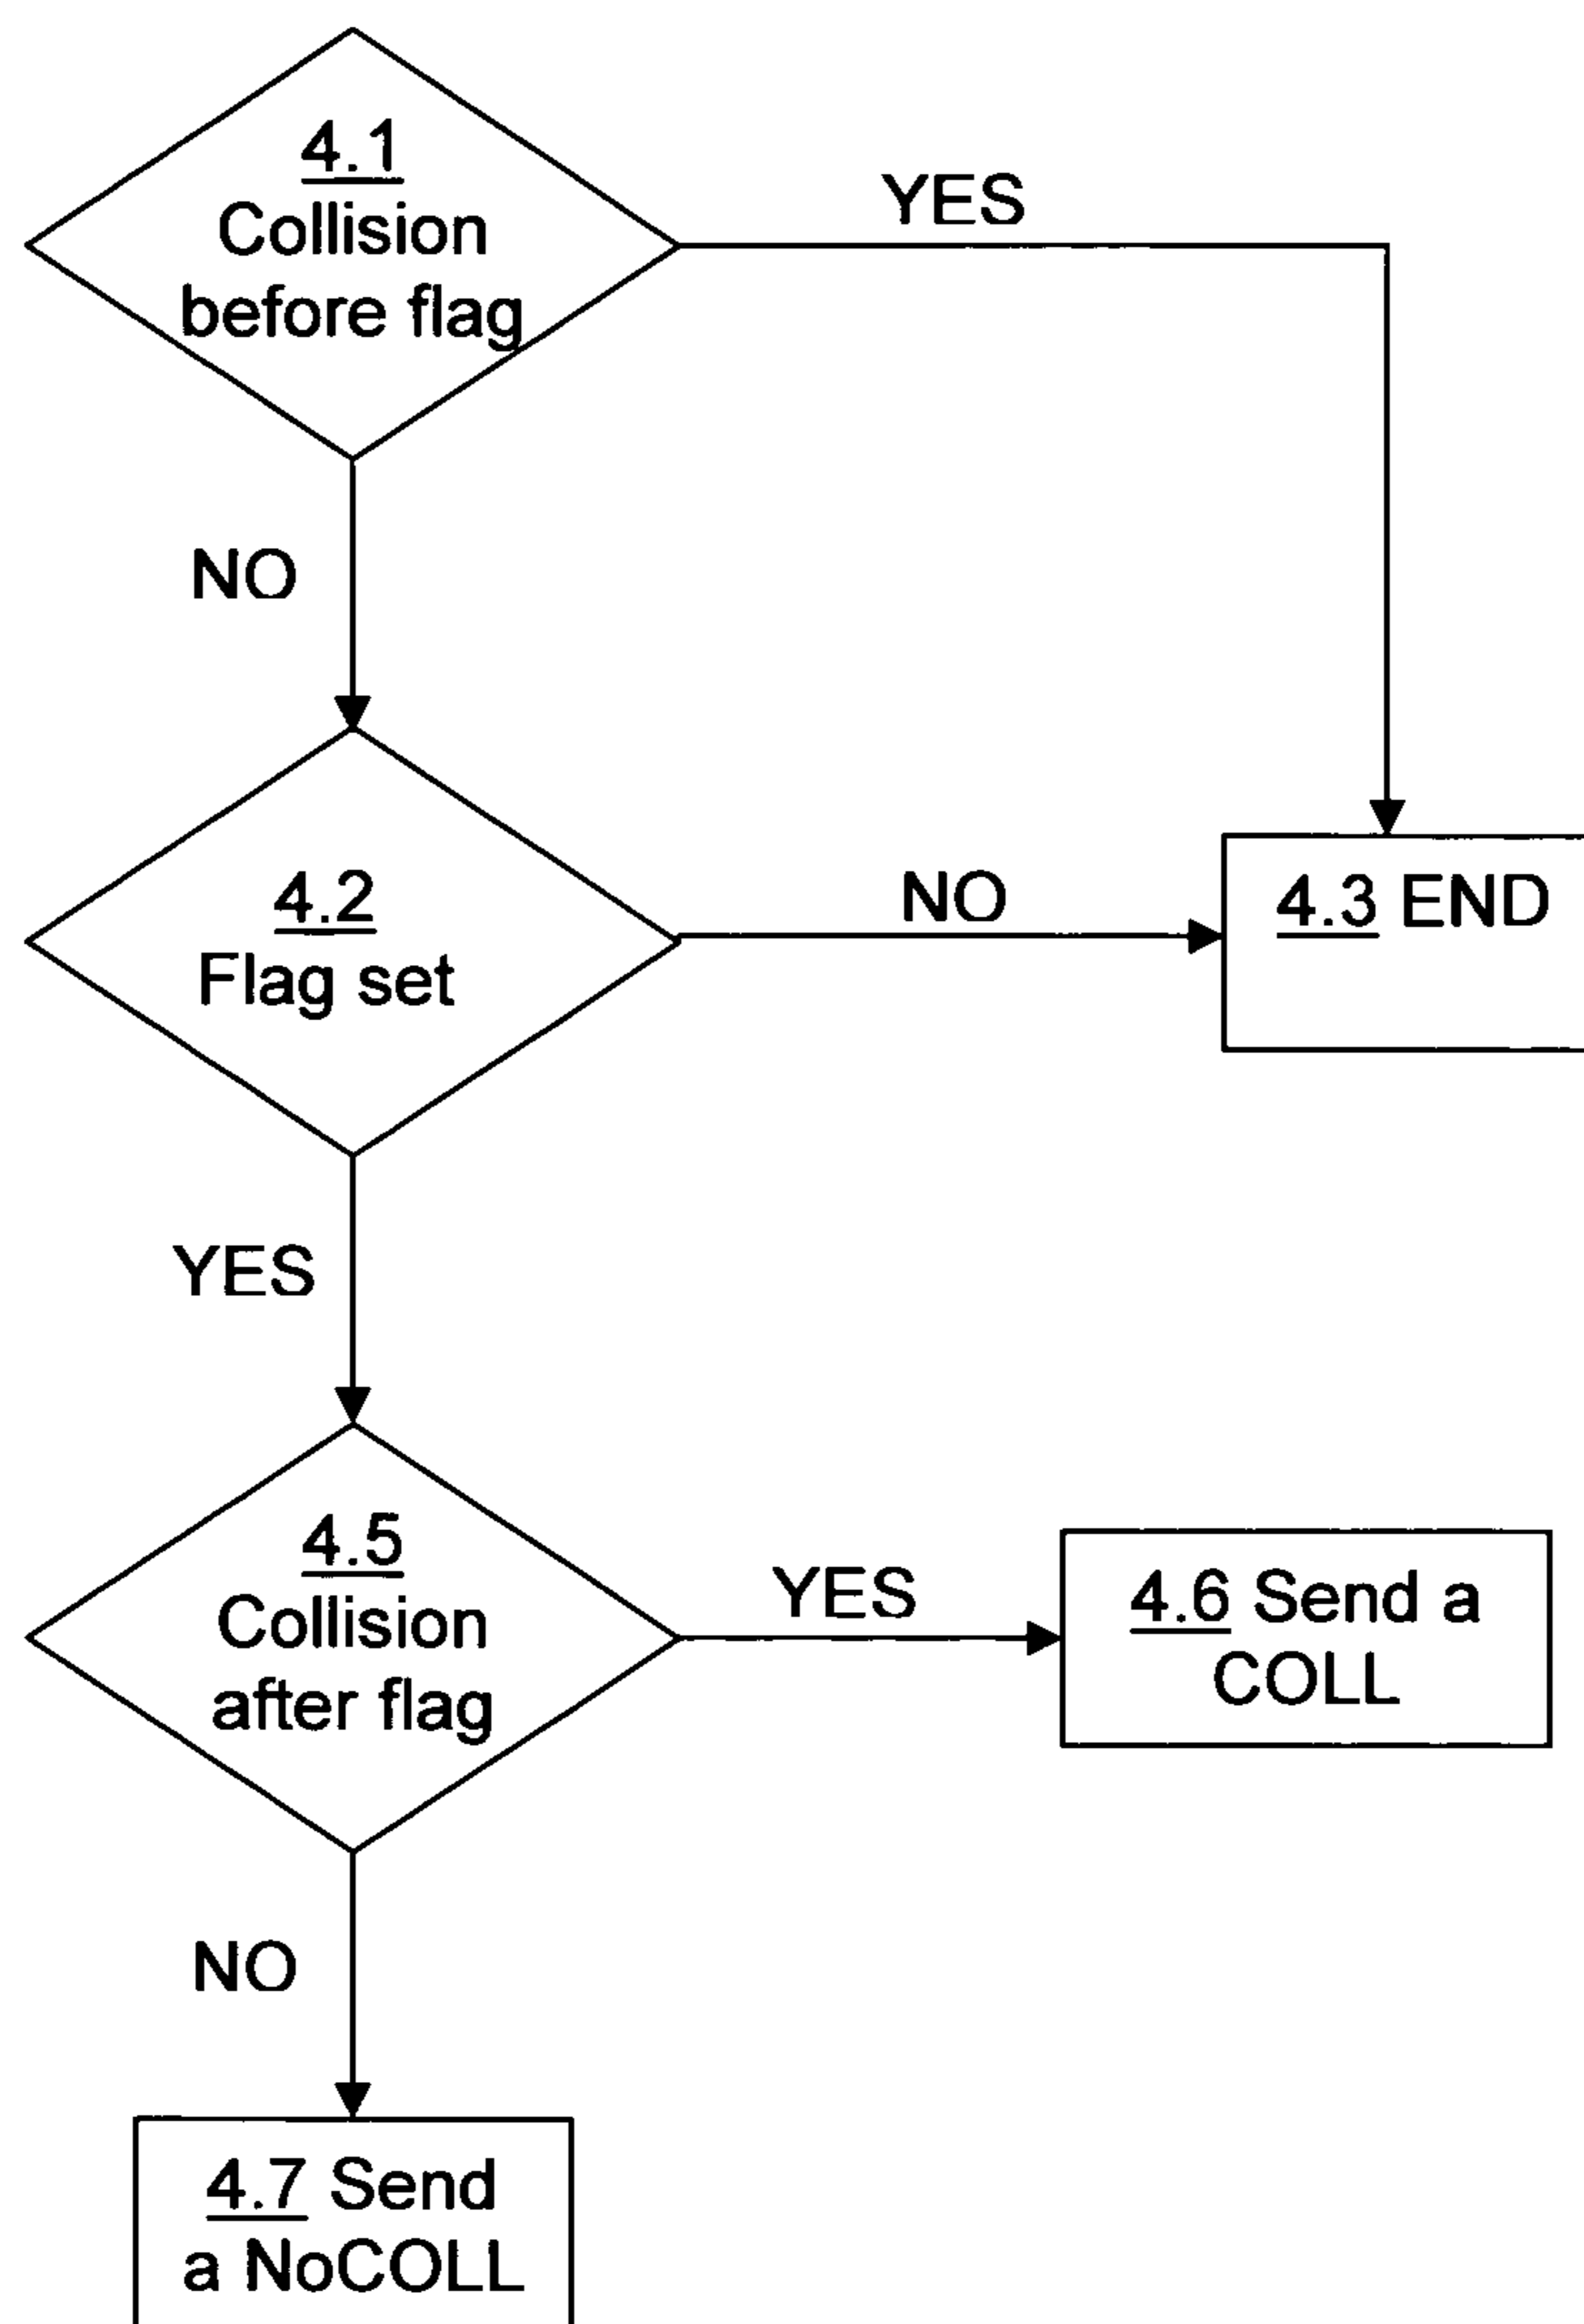 4.1
Collision
before flag
YES
NO
4.2
Flag set
NO
4.3 END
YES
4.5
Collision
after flag
YES
4.6 Send a
COLL
NO
4.7 Send
a NoCOLL